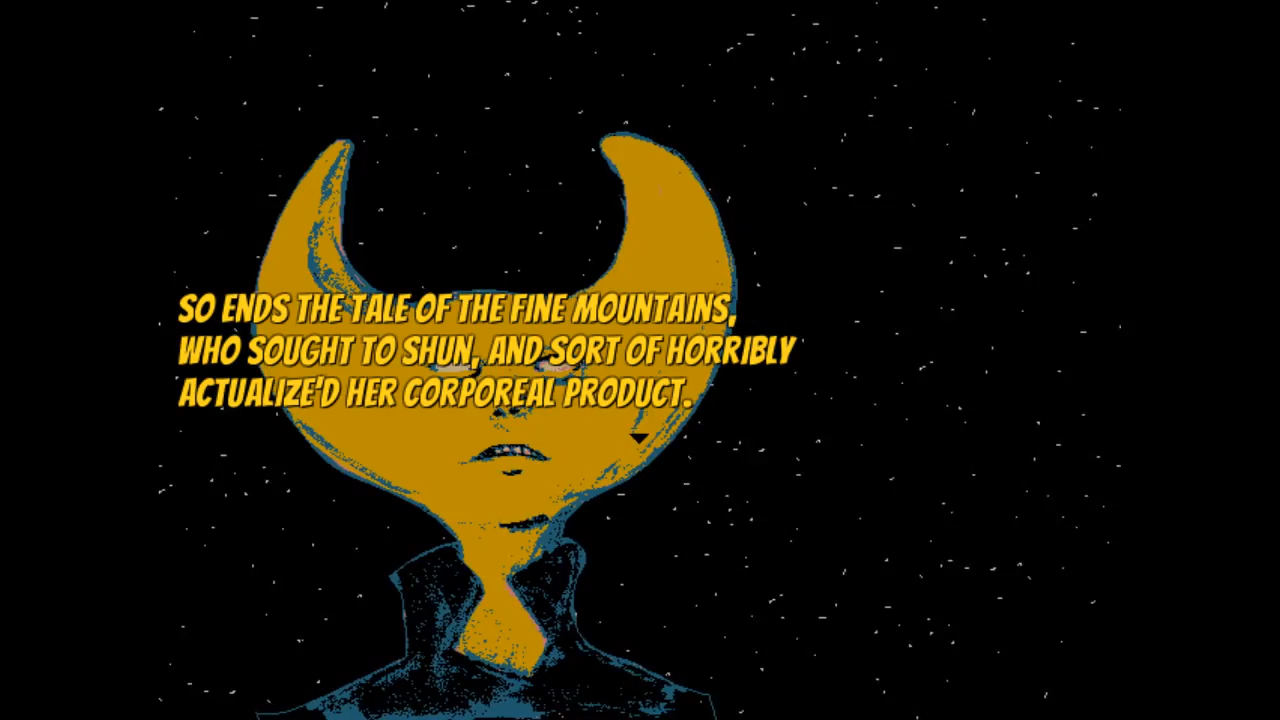 SO ENDS THE TALE OF THE FINE MOUNTAINS,
WHO SOUGHT TO SHUN, AND SORT OF HORRIBLY
ACTUALIZE'D HER CORPOREAL PRODUCT.